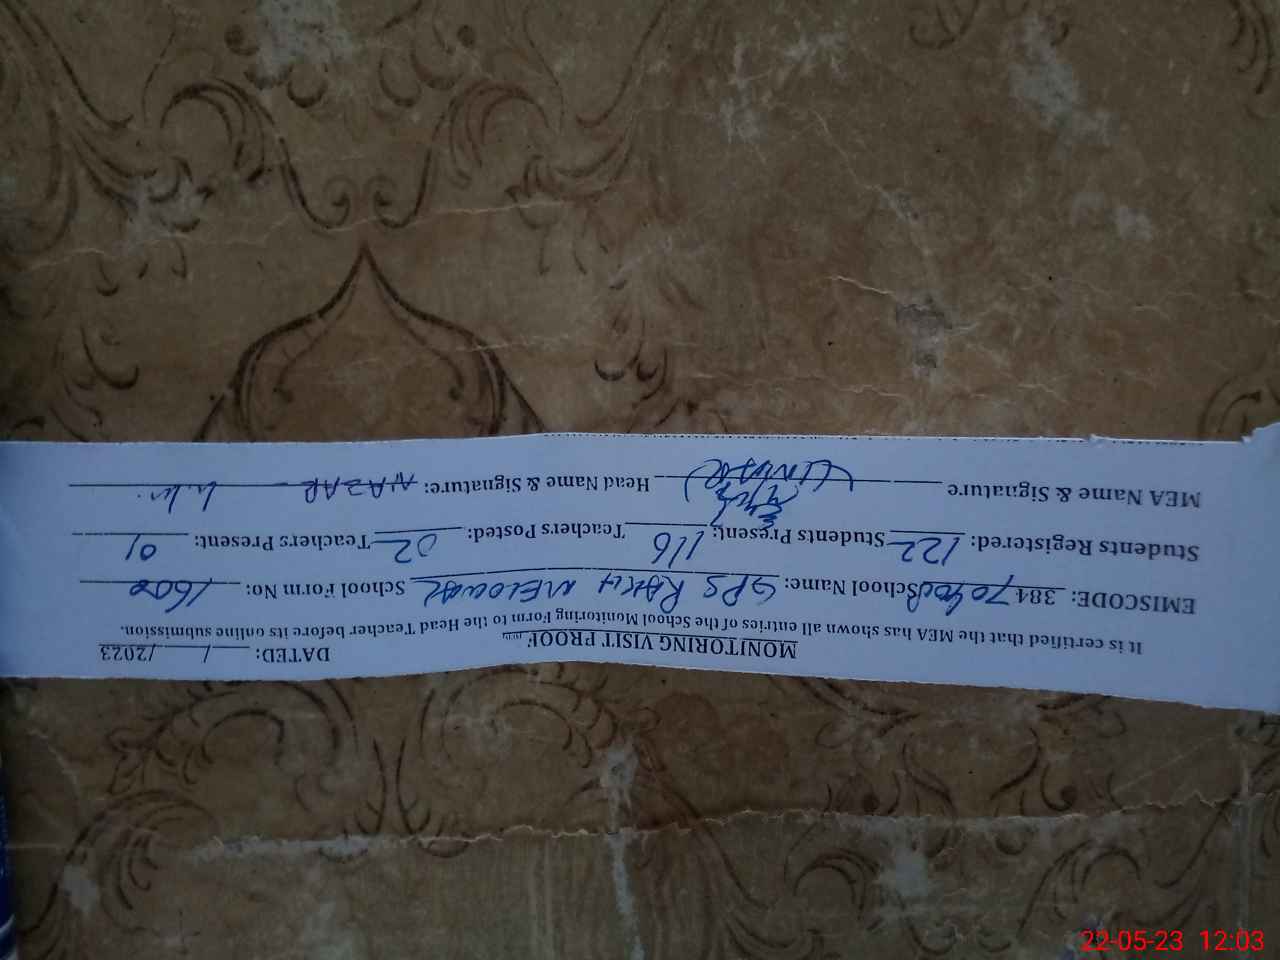 MONITORING VISIT PROOF
DATED: / /2023
It is certified that the MEA has shown all entries of the School Monitoring Form to the Head Teacher before its online submission.
EMISCODE: 384 School Name: GPS RAKH School Form No: 1600
Students Registered: 122 Students Present: 116 Teachers Posted: 02 Teachers Present: 01
MEA Name & Signature Head Name & Signature: NAZAR
22-05-23 12:03